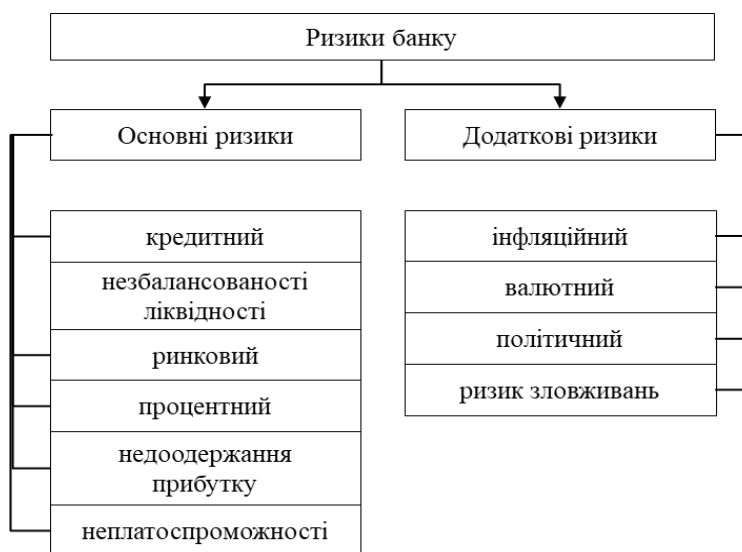 Ризики банку
Основні ризики
Додаткові ризики
кредитний
незбалансованості
ліквідності
ринковий
процентний
недоодержання
прибутку
неплатоспроможності
інфляційний
валютний
політичний
ризик зловживань